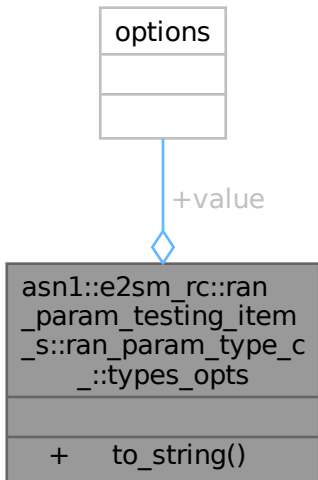 options
+value
asn1::e2sm_rc::ran
_param_testing_item
_s::ran_param_type_c
_::types_opts
+ to_string()